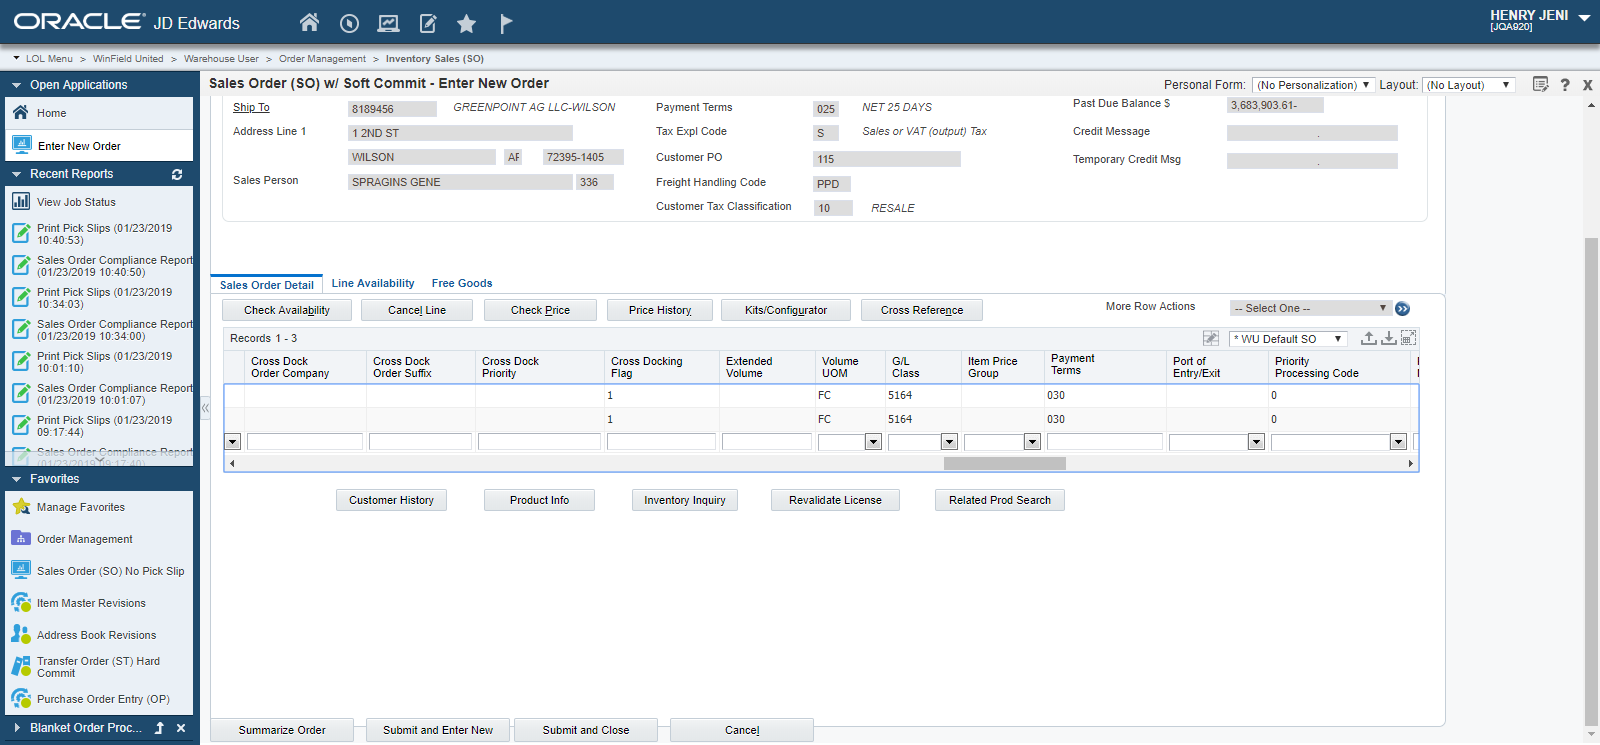 ORACLE JD Edwards
HENRY JENI
[JQA920]
LOL Menu > WinField United > Warehouse User > Order Management > Inventory Sales (SO)
Open Applications
Home
Enter New Order
Recent Reports
View Job Status
Print Pick Slips (01/23/2019
10:40:53)
Sales Order Compliance Report
(01/23/2019 10:40:50)
Print Pick Slips (01/23/2019
10:34:03)
Sales Order Compliance Report
(01/23/2019 10:34:00)
Print Pick Slips (01/23/2019
10:01:10)
Sales Order Compliance Report
(01/23/2019 10:01:07)
Print Pick Slips (01/23/2019
09:17:44)
Sales Order Compliance Report
(01/23/2019 09:17:40)
Favorites
Manage Favorites
Order Management
Sales Order (SO) No Pick Slip
Item Master Revisions
Address Book Revisions
Transfer Order (ST) Hard
Commit
Purchase Order Entry (OP)
Blanket Order Proc...
Sales Order (SO) w/ Soft Commit - Enter New Order
Personal Form: (No Personalization) Layout: (No Layout)
Ship To 8189456 GREENPOINT AG LLC-WILSON
Address Line 1 1 2ND ST
WILSON 72395-1405
Sales Person SPRAGINS GENE 336
Payment Terms 025 NET 25 DAYS
Tax Expl Code S Sales or VAT (output) Tax
Customer PO 115
Freight Handling Code PPD
Customer Tax Classification 10 RESALE
Past Due Balance $ 3,683,903.61-
Credit Message .
Temporary Credit Msg .
Sales Order Detail Line Availability Free Goods
Check Availability Cancel Line Check Price Price History Kits/Configurator Cross Reference
More Row Actions -- Select One --
Records 1 - 3
* WU Default SO
Cross Dock
Order Company
Cross Dock
Order Suffix
Cross Dock
Priority
Cross Docking
Flag
Extended
Volume
Volume
UOM
G/L
Class
Item Price
Group
Payment
Terms
Port of
Entry/Exit
Priority
Processing Code
1 FC 5164 030 0
1 FC 5164 030 0
Customer History Product Info Inventory Inquiry Revalidate License Related Prod Search
Summarize Order Submit and Enter New Submit and Close Cancel